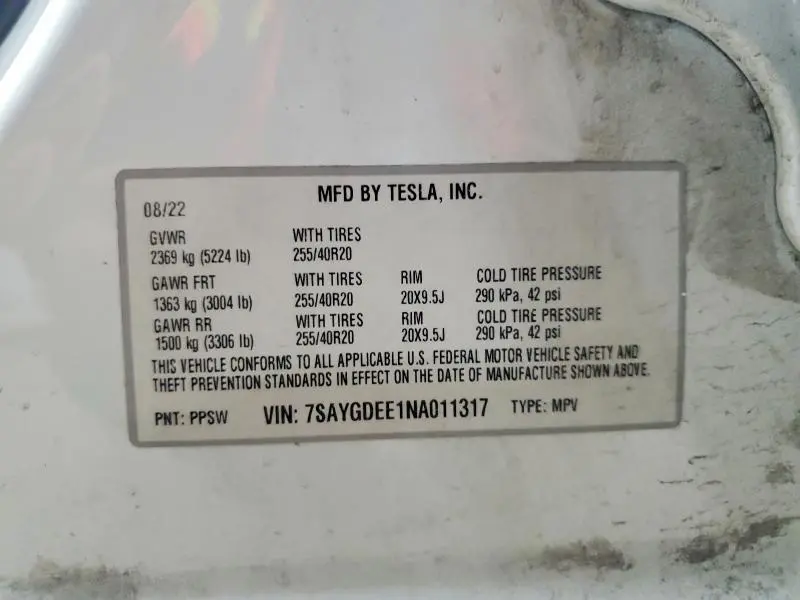 MFD BY TESLA, INC.
08/22
GVWR WITH TIRES
2369 kg (5224 lb) 255/40R20
GAWR FRT WITH TIRES RIM COLD TIRE PRESSURE
1363 kg (3004 lb) 255/40R20 20X9.5J 290 kPa, 42 psi
GAWR RR WITH TIRES RIM COLD TIRE PRESSURE
1500 kg (3306 lb) 255/40R20 20X9.5J 290 kPa, 42 psi
THIS VEHICLE CONFORMS TO ALL APPLICABLE U.S. FEDERAL MOTOR VEHICLE SAFETY AND
THEFT PREVENTION STANDARDS IN EFFECT ON THE DATE OF MANUFACTURE SHOWN ABOVE.
PNT: PPSW VIN: 7SAYGDEE1NA011317 TYPE: MPV